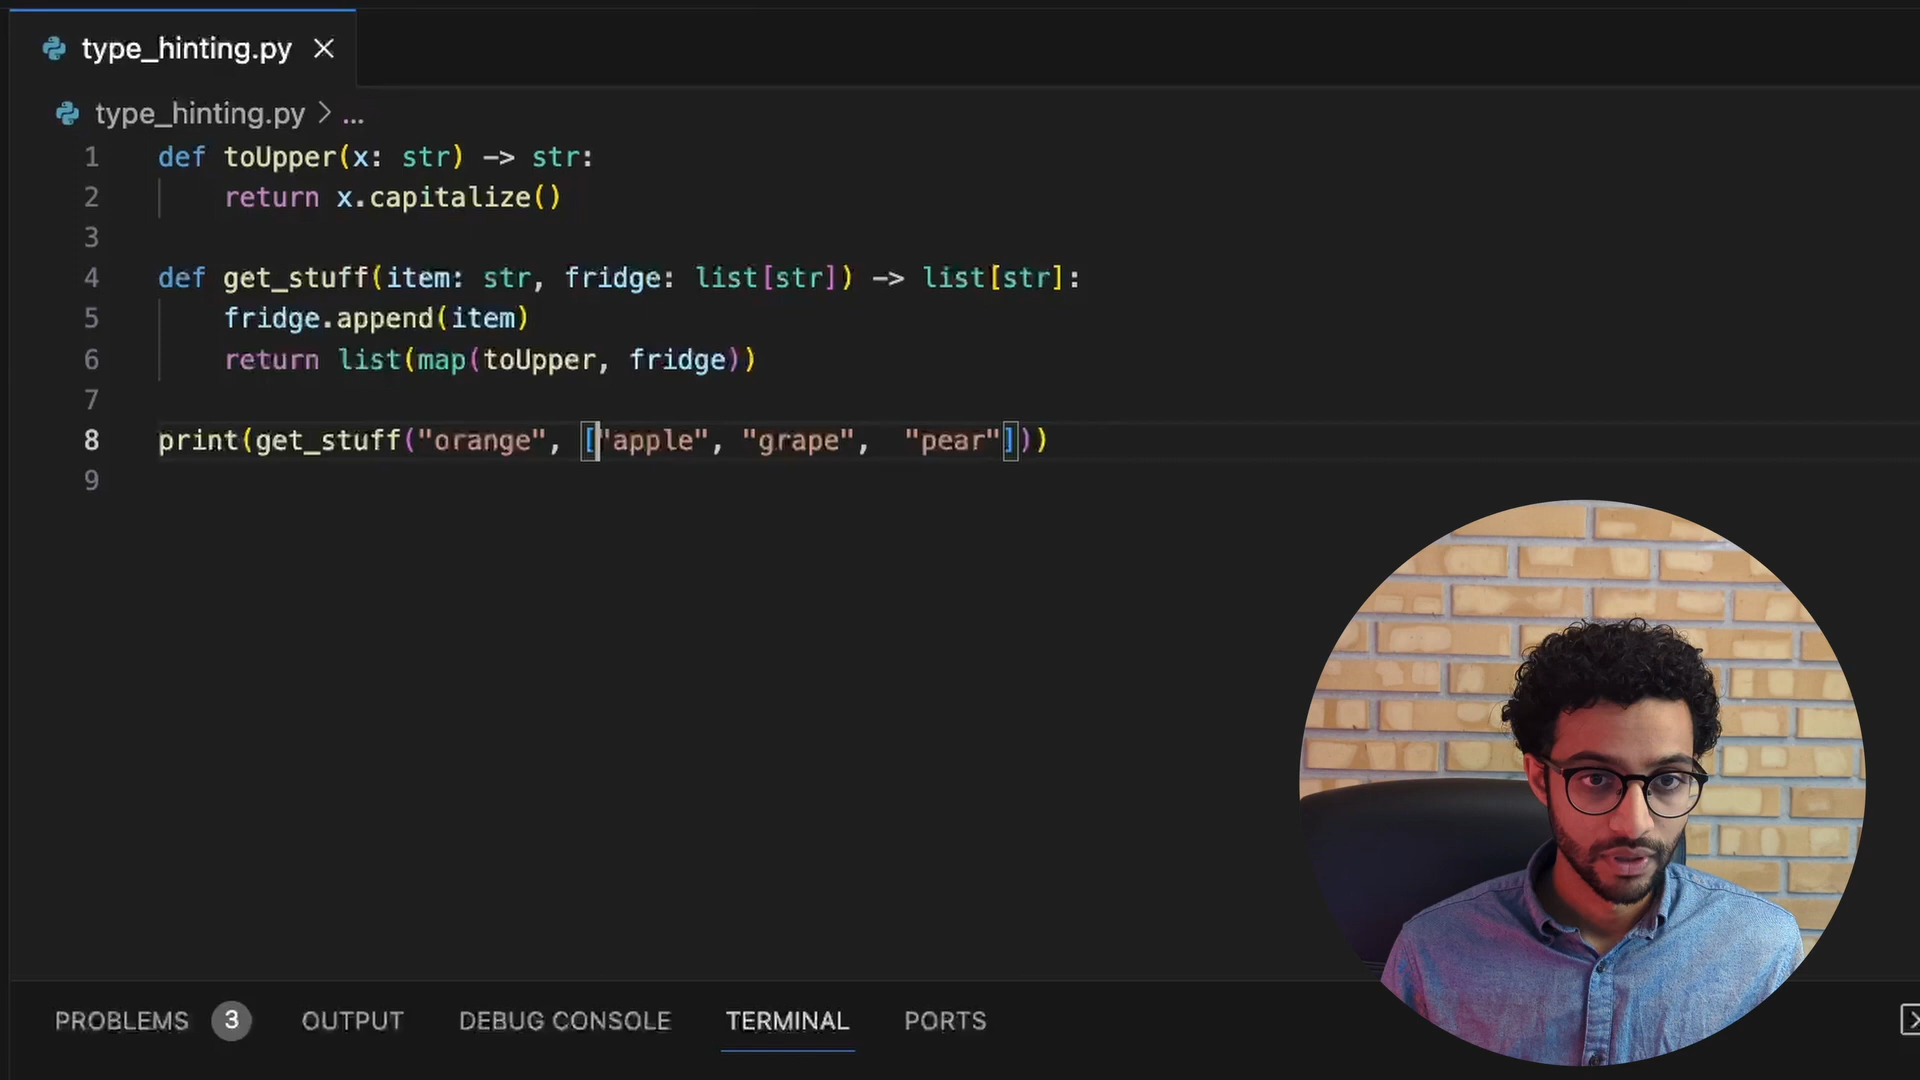 type_hinting.py
type_hinting.py > ...
1 def toUpper(x: str) -> str:
2 return x.capitalize()
3
4 def get_stuff(item: str, fridge: list[str]) -> list[str]:
5 fridge.append(item)
6 return list(map(toUpper, fridge))
7
8 print(get_stuff("orange", ["apple", "grape",  "pear"]))
9
PROBLEMS 3 OUTPUT DEBUG CONSOLE TERMINAL PORTS